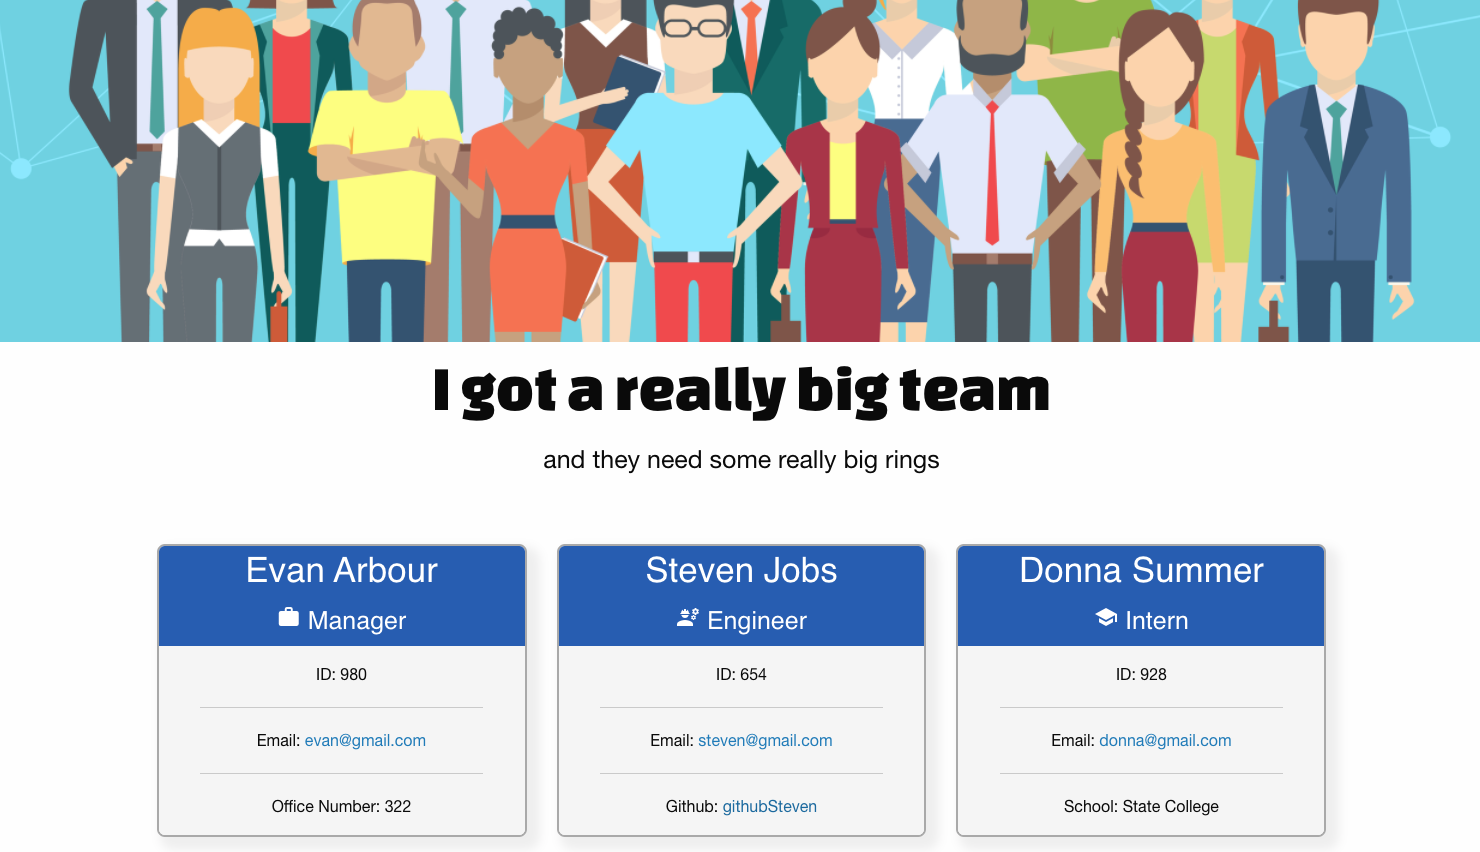 I got a really big team
and they need some really big rings
Evan Arbour
Manager
ID: 980
Email: evan@gmail.com
Office Number: 322
Steven Jobs
Engineer
ID: 654
Email: steven@gmail.com
Github: githubSteven
Donna Summer
Intern
ID: 928
Email: donna@gmail.com
School: State College